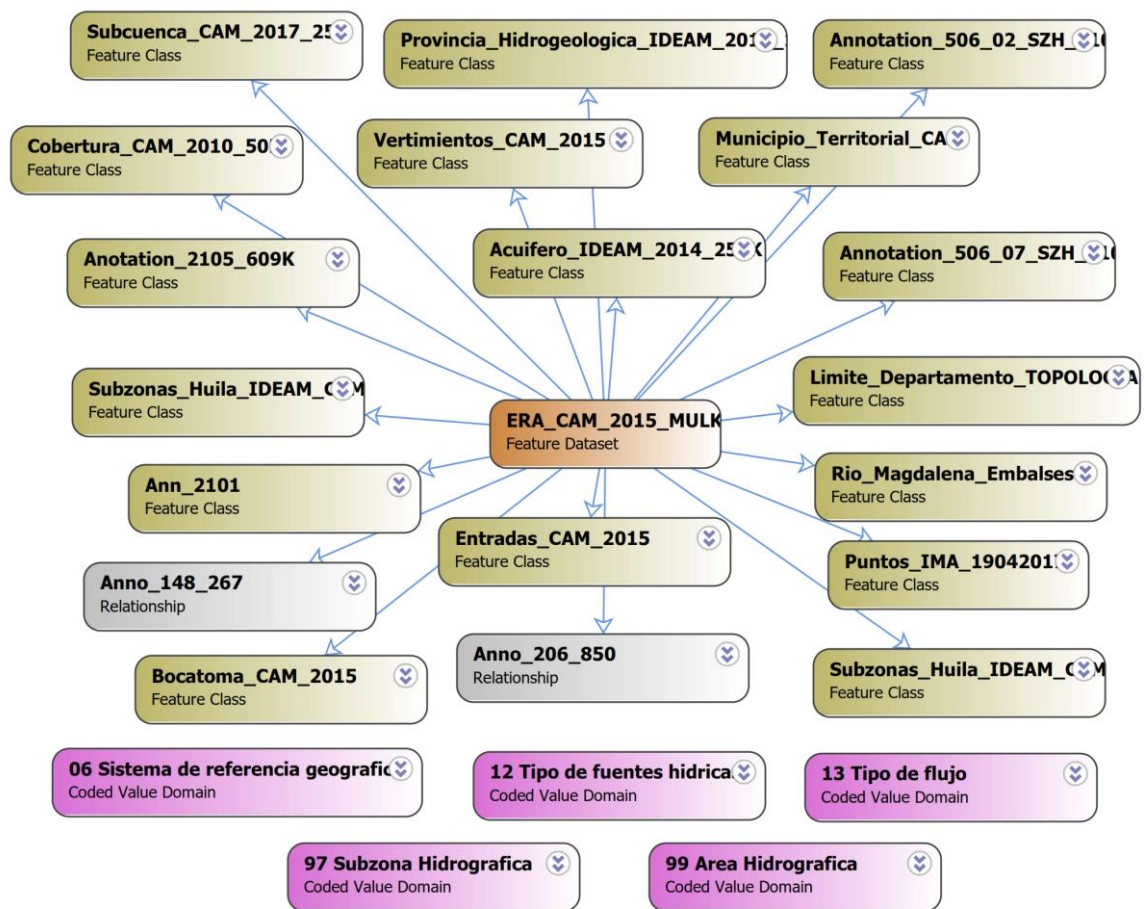 Subcuenca_CAM_2017_25
Feature Class
Provincia_Hidrogeologica_IDEAM_201
Feature Class
Annotation_506_02_SZH_
Feature Class
Cobertura_CAM_2010_50
Feature Class
Vertimientos_CAM_2015
Feature Class
Municipio_Territorial_CA
Feature Class
Anotation_2105_609K
Feature Class
Acuifero_IDEAM_2014_25
Feature Class
Annotation_506_07_SZH_
Feature Class
Subzonas_Huila_IDEAM_
Feature Class
ERA_CAM_2015_MULK
Feature Dataset
Limite_Departamento_TOPOLO
Feature Class
Ann_2101
Feature Class
Rio_Magdalena_Embalses
Feature Class
Entradas_CAM_2015
Feature Class
Puntos_IMA_1904201
Feature Class
Anno_148_267
Relationship
Anno_206_850
Relationship
Bocatoma_CAM_2015
Feature Class
Subzonas_Huila_IDEAM_
Feature Class
06 Sistema de referencia geografic
Coded Value Domain
12 Tipo de fuentes hidrica
Coded Value Domain
13 Tipo de flujo
Coded Value Domain
97 Subzona Hidrografica
Coded Value Domain
99 Area Hidrografica
Coded Value Domain